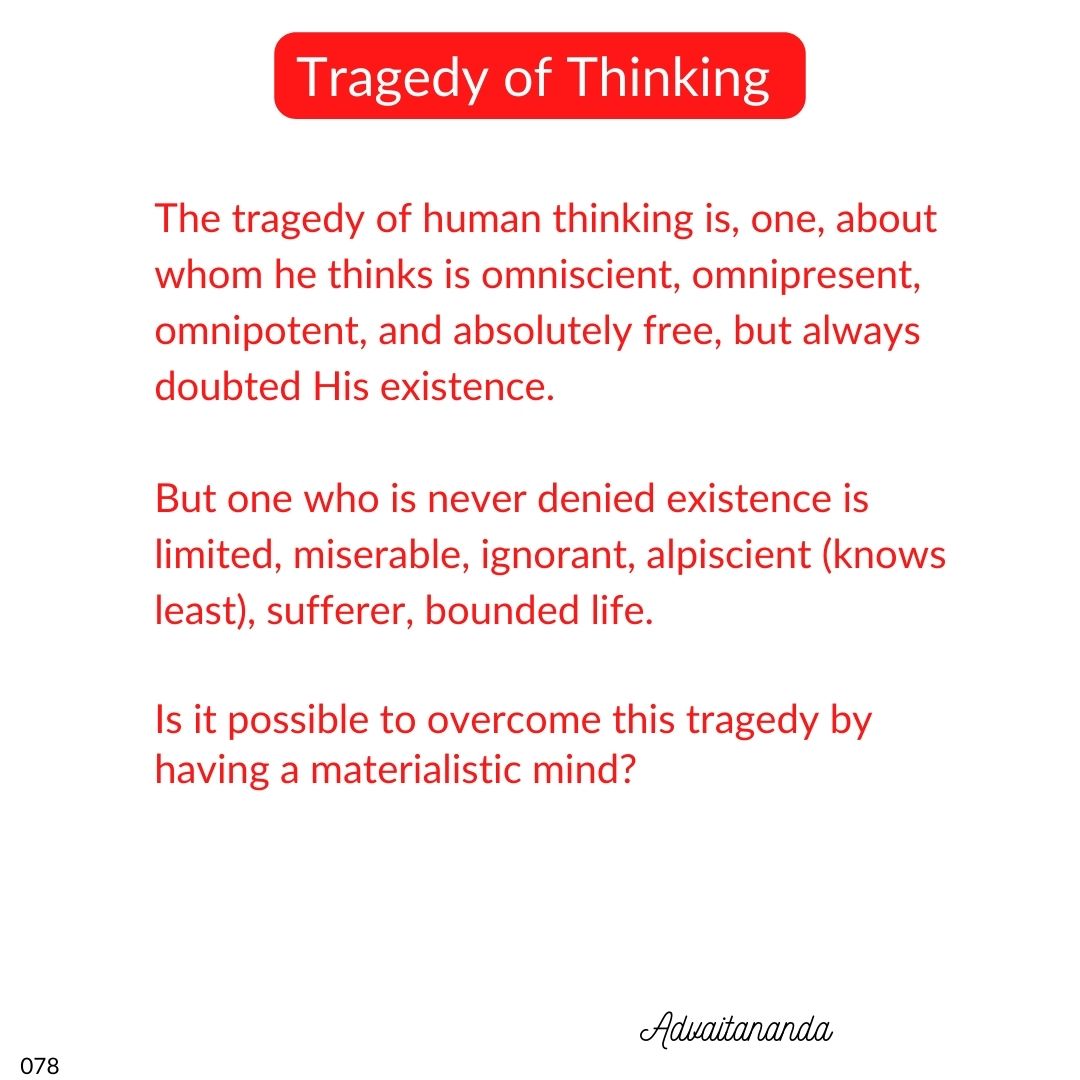 Tragedy of Thinking
The tragedy of human thinking is, one, about
whom he thinks is omniscient, omnipresent,
omnipotent, and absolutely free, but always
doubted His existence.
But one who is never denied existence is
limited, miserable, ignorant, alpiscient (knows
least), sufferer, bounded life.
Is it possible to overcome this tragedy by
having a materialistic mind?
Advaitananda
078